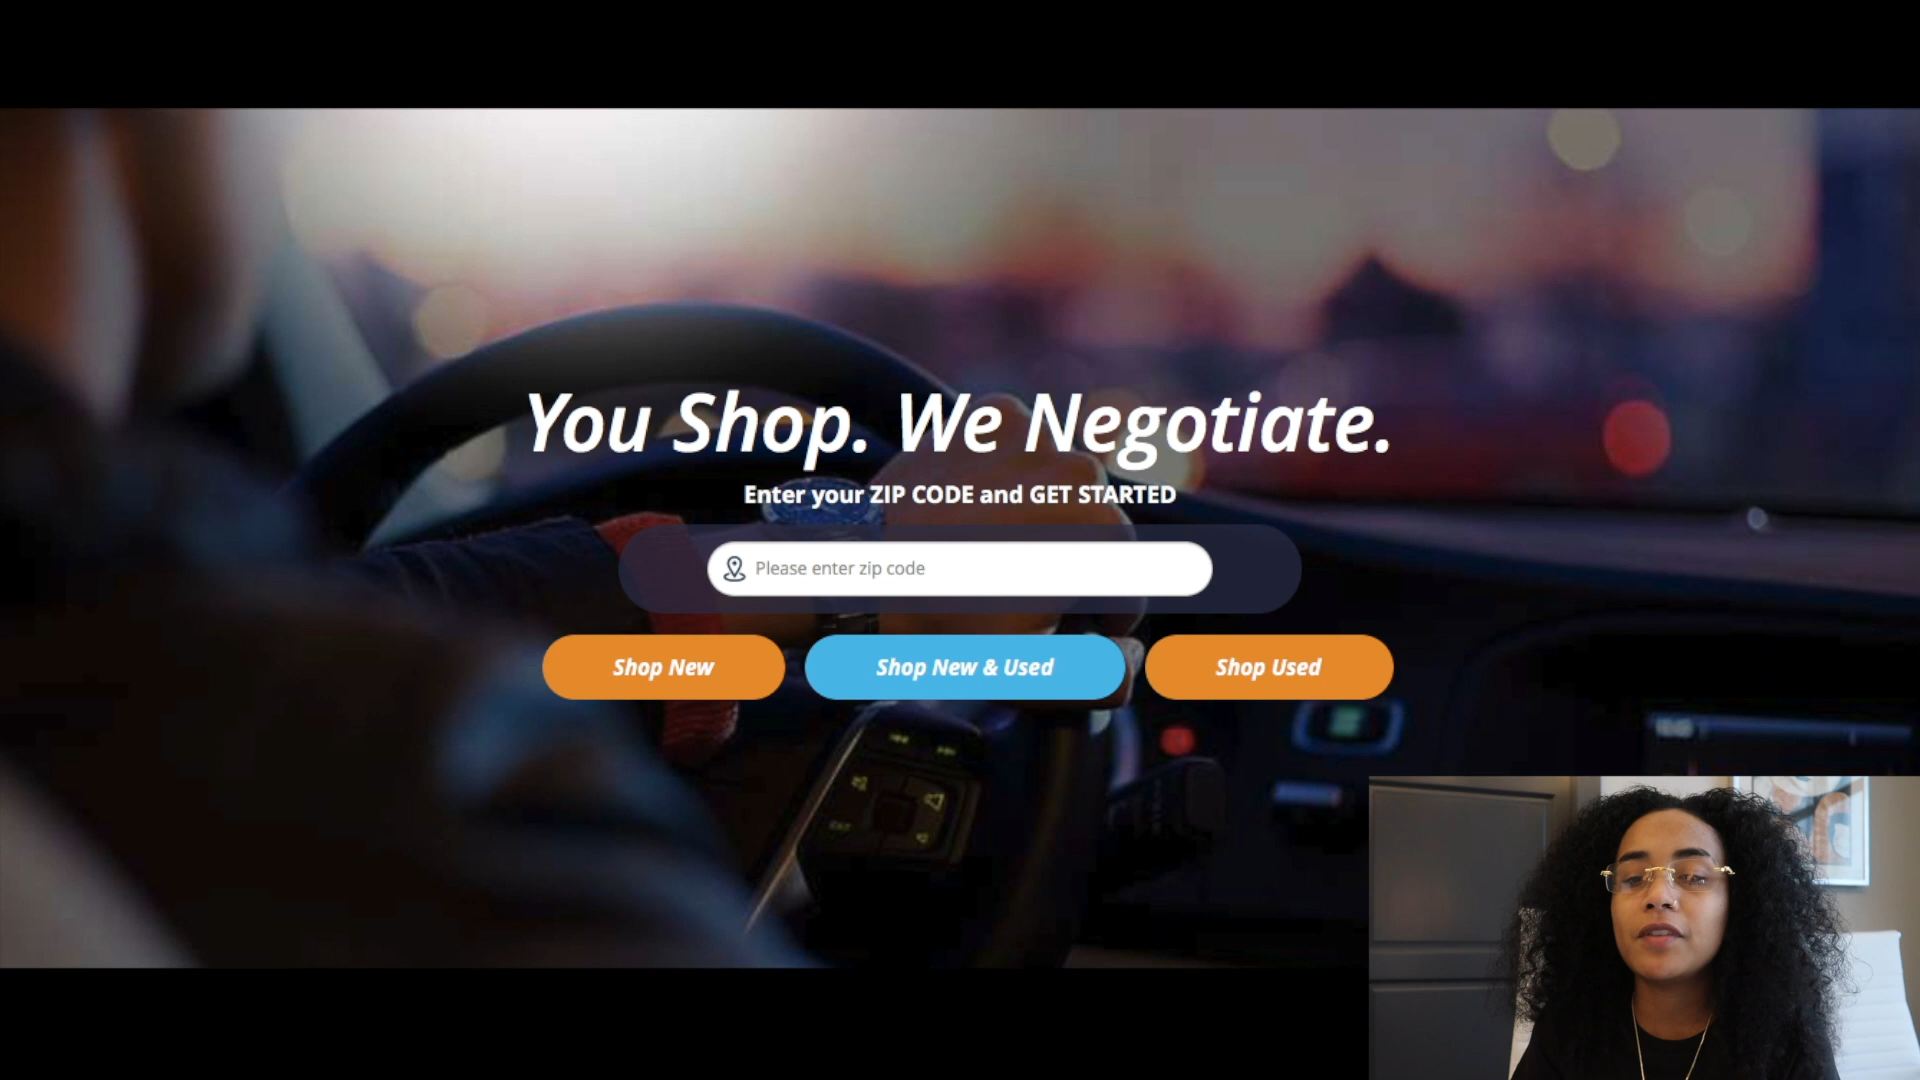 You Shop. We Negotiate.
Enter your ZIP CODE and GET STARTED
Please enter zip code
Shop New
Shop New & Used
Shop Used